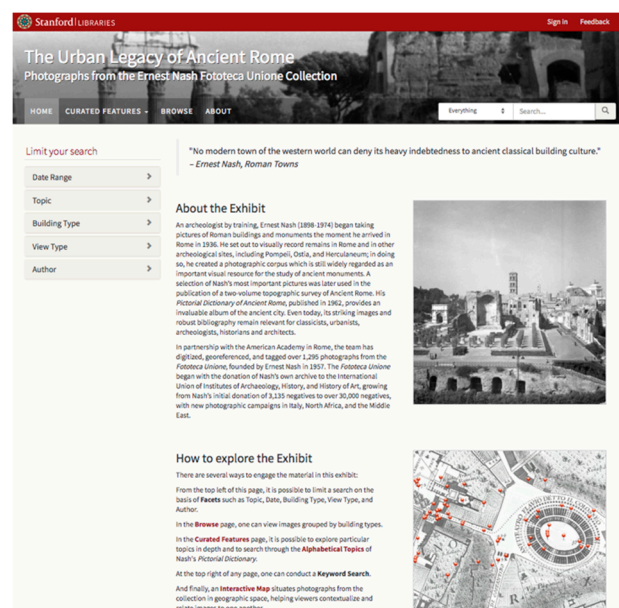 Stanford LIBRARIES
Sign In Feedback
The Urban Legacy of Ancient Rome
Photographs from the Ernest Nash Fototeca Unione Collection
HOME CURATED FEATURES BROWSE ABOUT
Everything Search...
Limit your search
Date Range
Topic
Building Type
View Type
Author
"No modern town of the western world can deny its heavy indebtedness to ancient classical building culture."
– Ernest Nash, Roman Towns
About the Exhibit
An archeologist by training, Ernest Nash (1898-1974) began taking
pictures of Roman buildings and monuments the moment he arrived in
Rome in 1936. He set out to visually record remains in Rome and in other
archeological sites, including Pompeii, Ostia, and Herculaneum; in doing
so, he created a photographic corpus which is still widely regarded as an
important visual resource for the study of ancient monuments. A
selection of Nash's most important pictures was later used in the
publication of a two-volume topographic survey of Ancient Rome. His
Pictorial Dictionary of Ancient Rome, published in 1962, provides an
invaluable album of the ancient city. Even today, its striking images and
robust bibliography remain relevant for classicists, urbanists,
archeologists, historians and architects.
In partnership with the American Academy in Rome, the team has
digitized, georeferenced, and tagged over 1,295 photographs from the
Fototeca Unione, founded by Ernest Nash in 1957. The Fototeca Unione
began with the donation of Nash's own archive to the International
Union of Institutes of Archaeology, History, and History of Art, growing
from Nash's initial donation of 3,135 negatives to over 30,000 negatives,
with new photographic campaigns in Italy, North Africa, and the Middle
East.
How to explore the Exhibit
There are several ways to engage the material in this exhibit:
From the top left of this page, it is possible to limit a search on the
basis of Facets such as Topic, Date, Building Type, View Type, and
Author.
In the Browse page, one can view images grouped by building types.
In the Curated Features page, it is possible to explore particular
topics in depth and to search through the Alphabetical Topics of
Nash's Pictorial Dictionary.
At the top right of any page, one can conduct a Keyword Search.
And finally, an Interactive Map situates photographs from the
collection in geographic space, helping viewers contextualize and